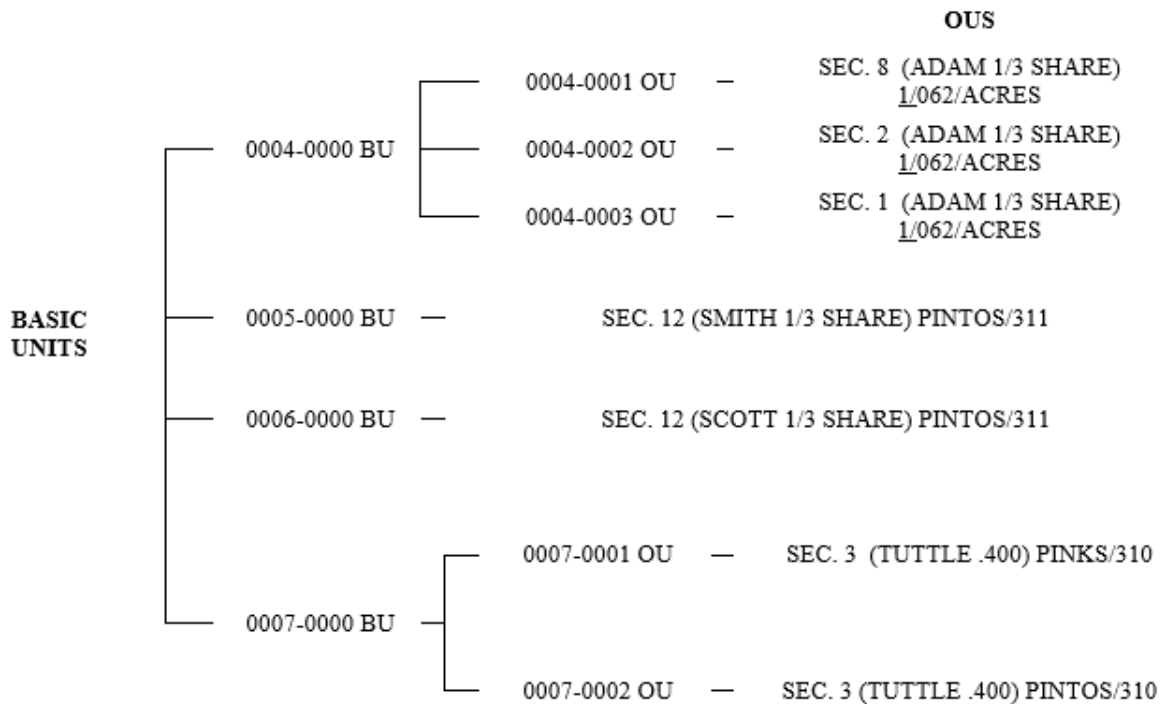 OUS
0004-0001 OU — SEC. 8 (ADAM 1/3 SHARE)
1/062/ACRES
0004-0000 BU
0004-0002 OU — SEC. 2 (ADAM 1/3 SHARE)
1/062/ACRES
0004-0003 OU — SEC. 1 (ADAM 1/3 SHARE)
1/062/ACRES
BASIC
UNITS
0005-0000 BU — SEC. 12 (SMITH 1/3 SHARE) PINTOS/311
0006-0000 BU — SEC. 12 (SCOTT 1/3 SHARE) PINTOS/311
0007-0001 OU — SEC. 3 (TUTTLE .400) PINKS/310
0007-0000 BU
0007-0002 OU — SEC. 3 (TUTTLE .400) PINTOS/310